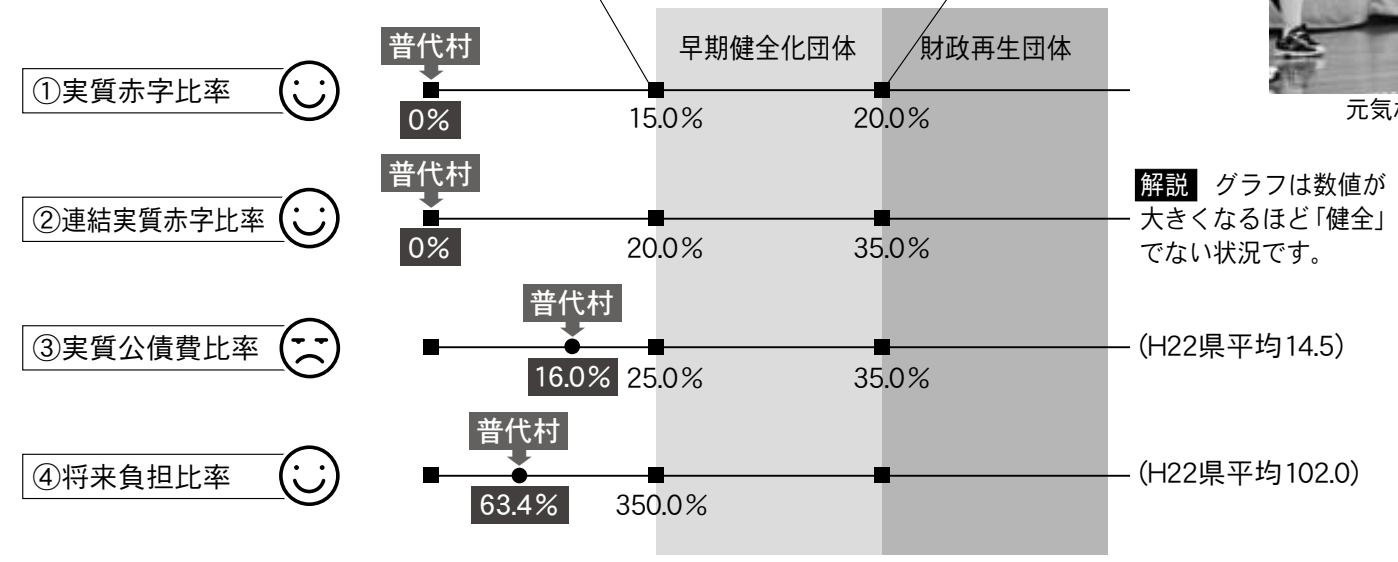 早期健全化団体
財政再生団体
普代村
①実質赤字比率
0%
15.0%
20.0%
元気な
普代村
②連結実質赤字比率
0%
20.0%
35.0%
解説 グラフは数値が
大きくなるほど「健全」
でない状況です。
普代村
③実質公債費比率
16.0%
25.0%
35.0%
(H22県平均14.5)
普代村
④将来負担比率
63.4%
350.0%
(H22県平均102.0)